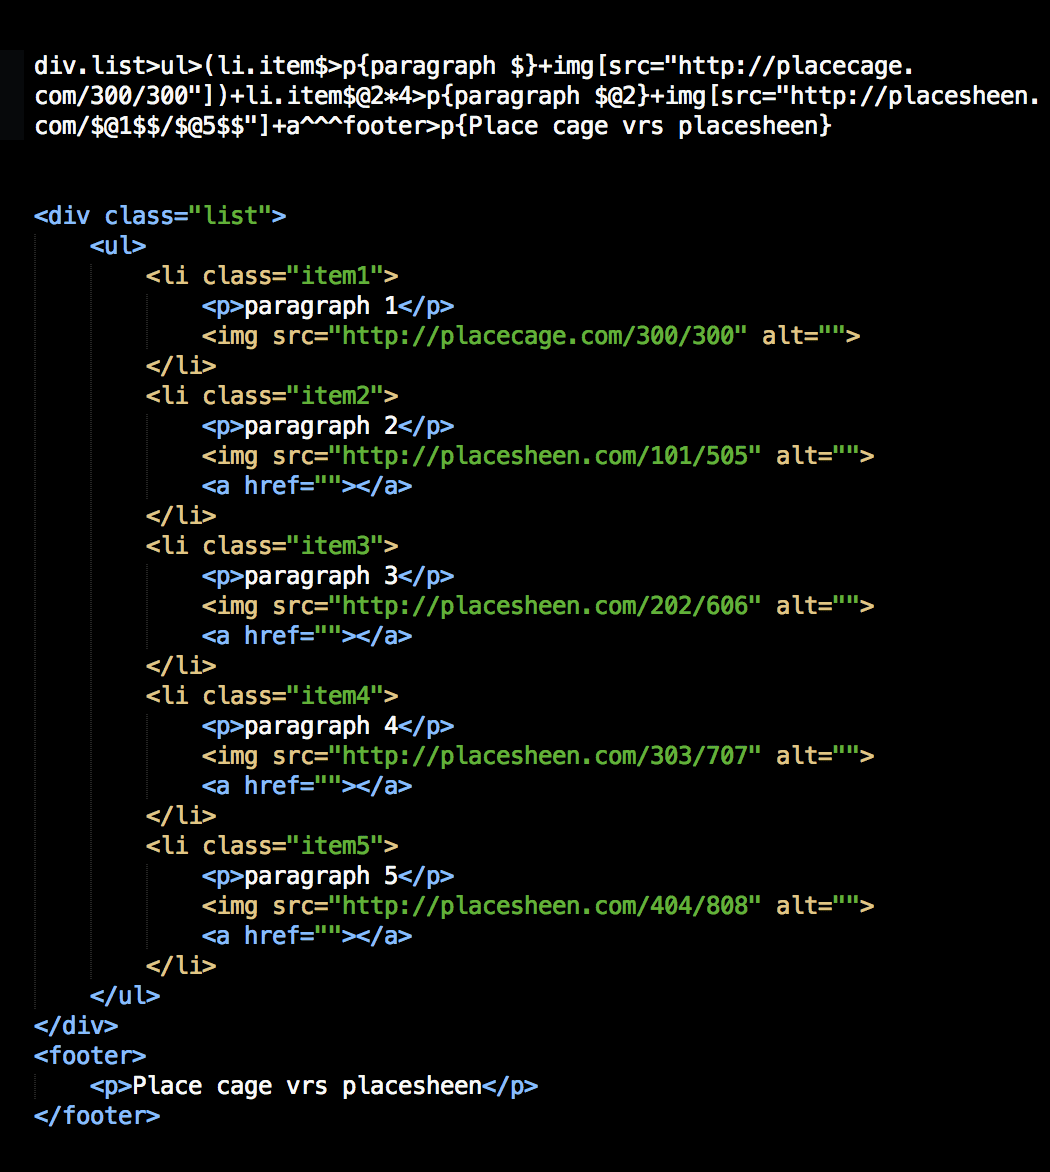 div.list>ul>(li.item$>p{paragraph $}+img[src="http://placecage.
com/300/300"])+li.item$@2*4>p{paragraph $@2}+img[src="http://placesheen.
com/$@1$$/$@5$$"]+a^^^footer>p{Place cage vrs placesheen}
<div class="list">
    <ul>
        <li class="item1">
            <p>paragraph 1</p>
            <img src="http://placecage.com/300/300" alt="">
        </li>
        <li class="item2">
            <p>paragraph 2</p>
            <img src="http://placesheen.com/101/505" alt="">
            <a href=""></a>
        </li>
        <li class="item3">
            <p>paragraph 3</p>
            <img src="http://placesheen.com/202/606" alt="">
            <a href=""></a>
        </li>
        <li class="item4">
            <p>paragraph 4</p>
            <img src="http://placesheen.com/303/707" alt="">
            <a href=""></a>
        </li>
        <li class="item5">
            <p>paragraph 5</p>
            <img src="http://placesheen.com/404/808" alt="">
            <a href=""></a>
        </li>
    </ul>
</div>
<footer>
    <p>Place cage vrs placesheen</p>
</footer>